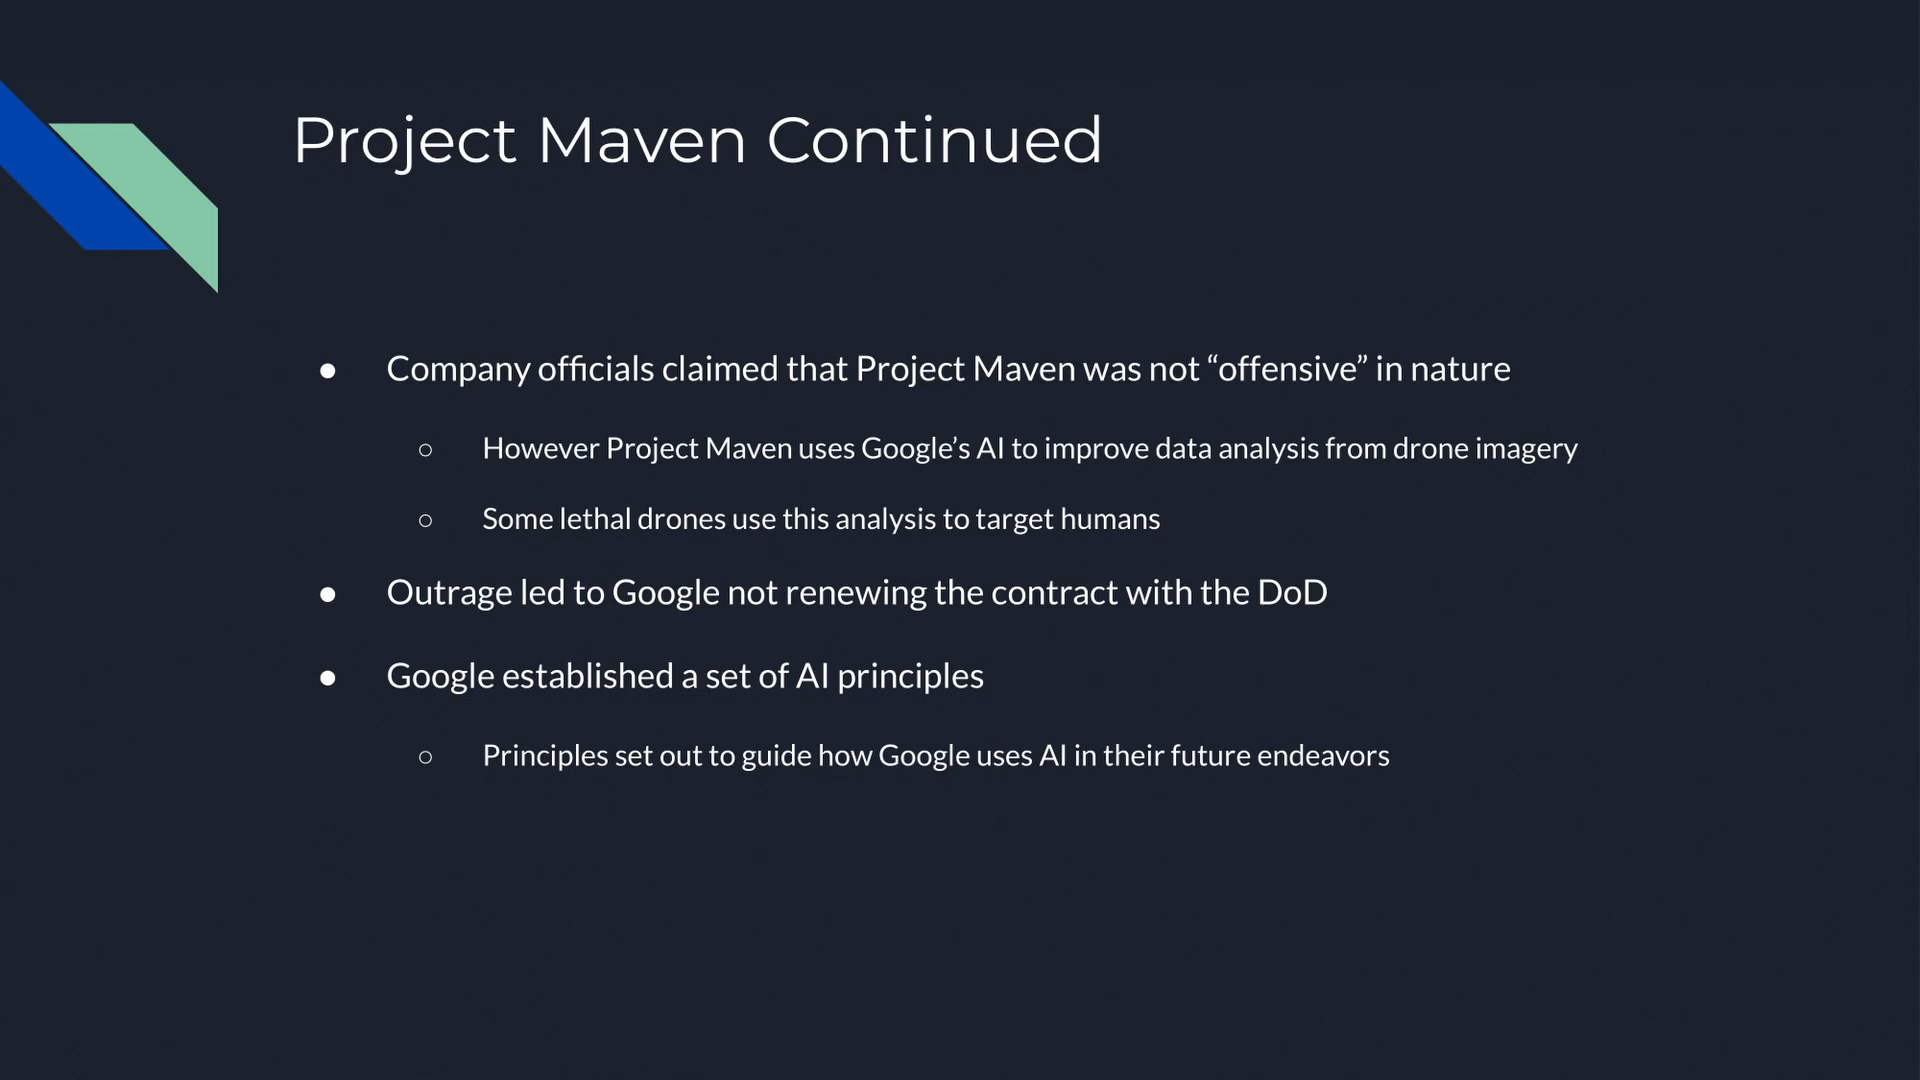 Project Maven Continued
● Company officials claimed that Project Maven was not “offensive” in nature
○ However Project Maven uses Google’s AI to improve data analysis from drone imagery
○ Some lethal drones use this analysis to target humans
● Outrage led to Google not renewing the contract with the DoD
● Google established a set of AI principles
○ Principles set out to guide how Google uses AI in their future endeavors